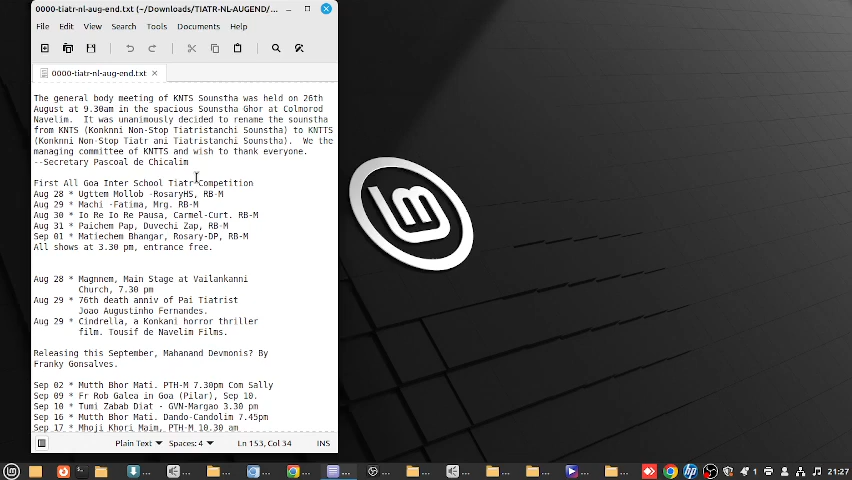 0000-tiatr-nl-aug-end.txt (~/Downloads/TIATR-NL-AUGEND/...
File Edit View Search Tools Documents Help
0000-tiatr-nl-aug-end.txt
The general body meeting of KNTS Sounstha was held on 26th
August at 9.30am in the spacious Sounstha Ghor at Colmorod
Navelim. It was unanimously decided to rename the sounstha
from KNTS (Konknni Non-Stop Tiatristanchi Sounstha) to KNTTS
(Konknni Non-Stop Tiatr ani Tiatristanchi Sounstha). We the
managing committee of KNTTS and wish to thank everyone.
--Secretary Pascoal de Chicalim
First All Goa Inter School Tiatr Competition
Aug 28 * Ugttem Mollob -RosaryHS, RB-M
Aug 29 * Machi -Fatima, Mrg. RB-M
Aug 30 * Io Re Io Re Pausa, Carmel-Curt. RB-M
Aug 31 * Paichem Pap, Duvechi Zap, RB-M
Sep 01 * Matiechem Bhangar, Rosary-DP, RB-M
All shows at 3.30 pm, entrance free.
Aug 28 * Magnnem, Main Stage at Vailankanni
Church, 7.30 pm
Aug 29 * 76th death anniv of Pai Tiatrist
Joao Augustinho Fernandes.
Aug 29 * Cindrella, a Konkani horror thriller
film. Tousif de Navelim Films.
Releasing this September, Mahanand Devmonis? By
Franky Gonsalves.
Sep 02 * Mutth Bhor Mati. PTH-M 7.30pm Com Sally
Sep 09 * Fr Rob Galea in Goa (Pilar), Sep 10.
Sep 10 * Tumi Zabab Diat - GVN-Margao 3.30 pm
Sep 16 * Mutth Bhor Mati. Dando-Candolim 7.45pm
Sep 17 * Mhoji Khori Maim, PTH-M 10.30 am
Plain Text Spaces: 4 Ln 153, Col 34 INS
1 21:27